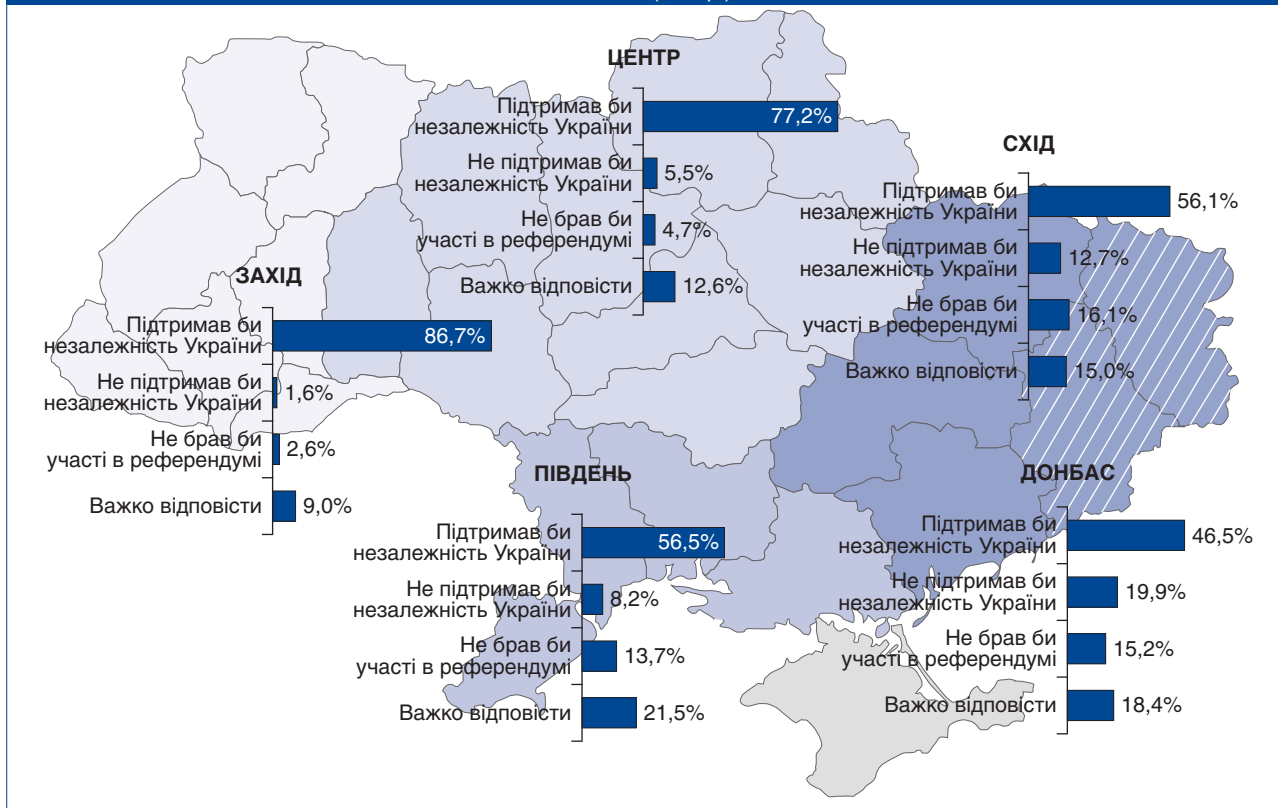 ЦЕНТР
Підтримав би
незалежність України
77,2%
Не підтримав би
незалежність України
5,5%
Не брав би
участі в референдумі
4,7%
Важко відповісти
12,6%
СХІД
Підтримав би
незалежність України
56,1%
Не підтримав би
незалежність України
12,7%
Не брав би
участі в референдумі
16,1%
Важко відповісти
15,0%
ЗАХІД
Підтримав би
незалежність України
86,7%
Не підтримав би
незалежність України
1,6%
Не брав би
участі в референдумі
2,6%
Важко відповісти
9,0%
ПІВДЕНЬ
Підтримав би
незалежність України
56,5%
Не підтримав би
незалежність України
8,2%
Не брав би
участі в референдумі
13,7%
Важко відповісти
21,5%
ДОНБАС
Підтримав би
незалежність України
46,5%
Не підтримав би
незалежність України
19,9%
Не брав би
участі в референдумі
15,2%
Важко відповісти
18,4%